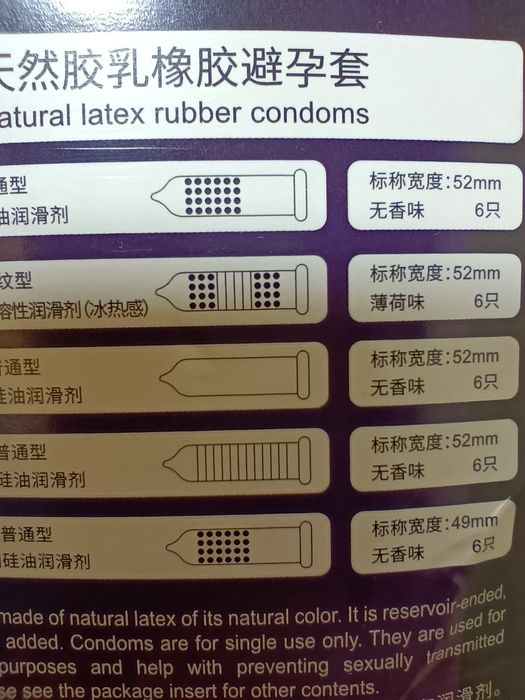 天然胶乳橡胶避孕套
natural latex rubber condoms
通型
油润滑剂
标称宽度:52mm
无香味 6只
纹型
溶性润滑剂(冰热感)
标称宽度:52mm
薄荷味 6只
普通型
硅油润滑剂
标称宽度:52mm
无香味 6只
普通型
硅油润滑剂
标称宽度:52mm
无香味 6只
普通型
硅油润滑剂
标称宽度:49mm
无香味 6只
made of natural latex of its natural color. It is reservoir-ended,
added. Condoms are for single use only. They are used for
purposes and help with preventing sexually transmitted
see the package insert for other contents.
润滑剂。